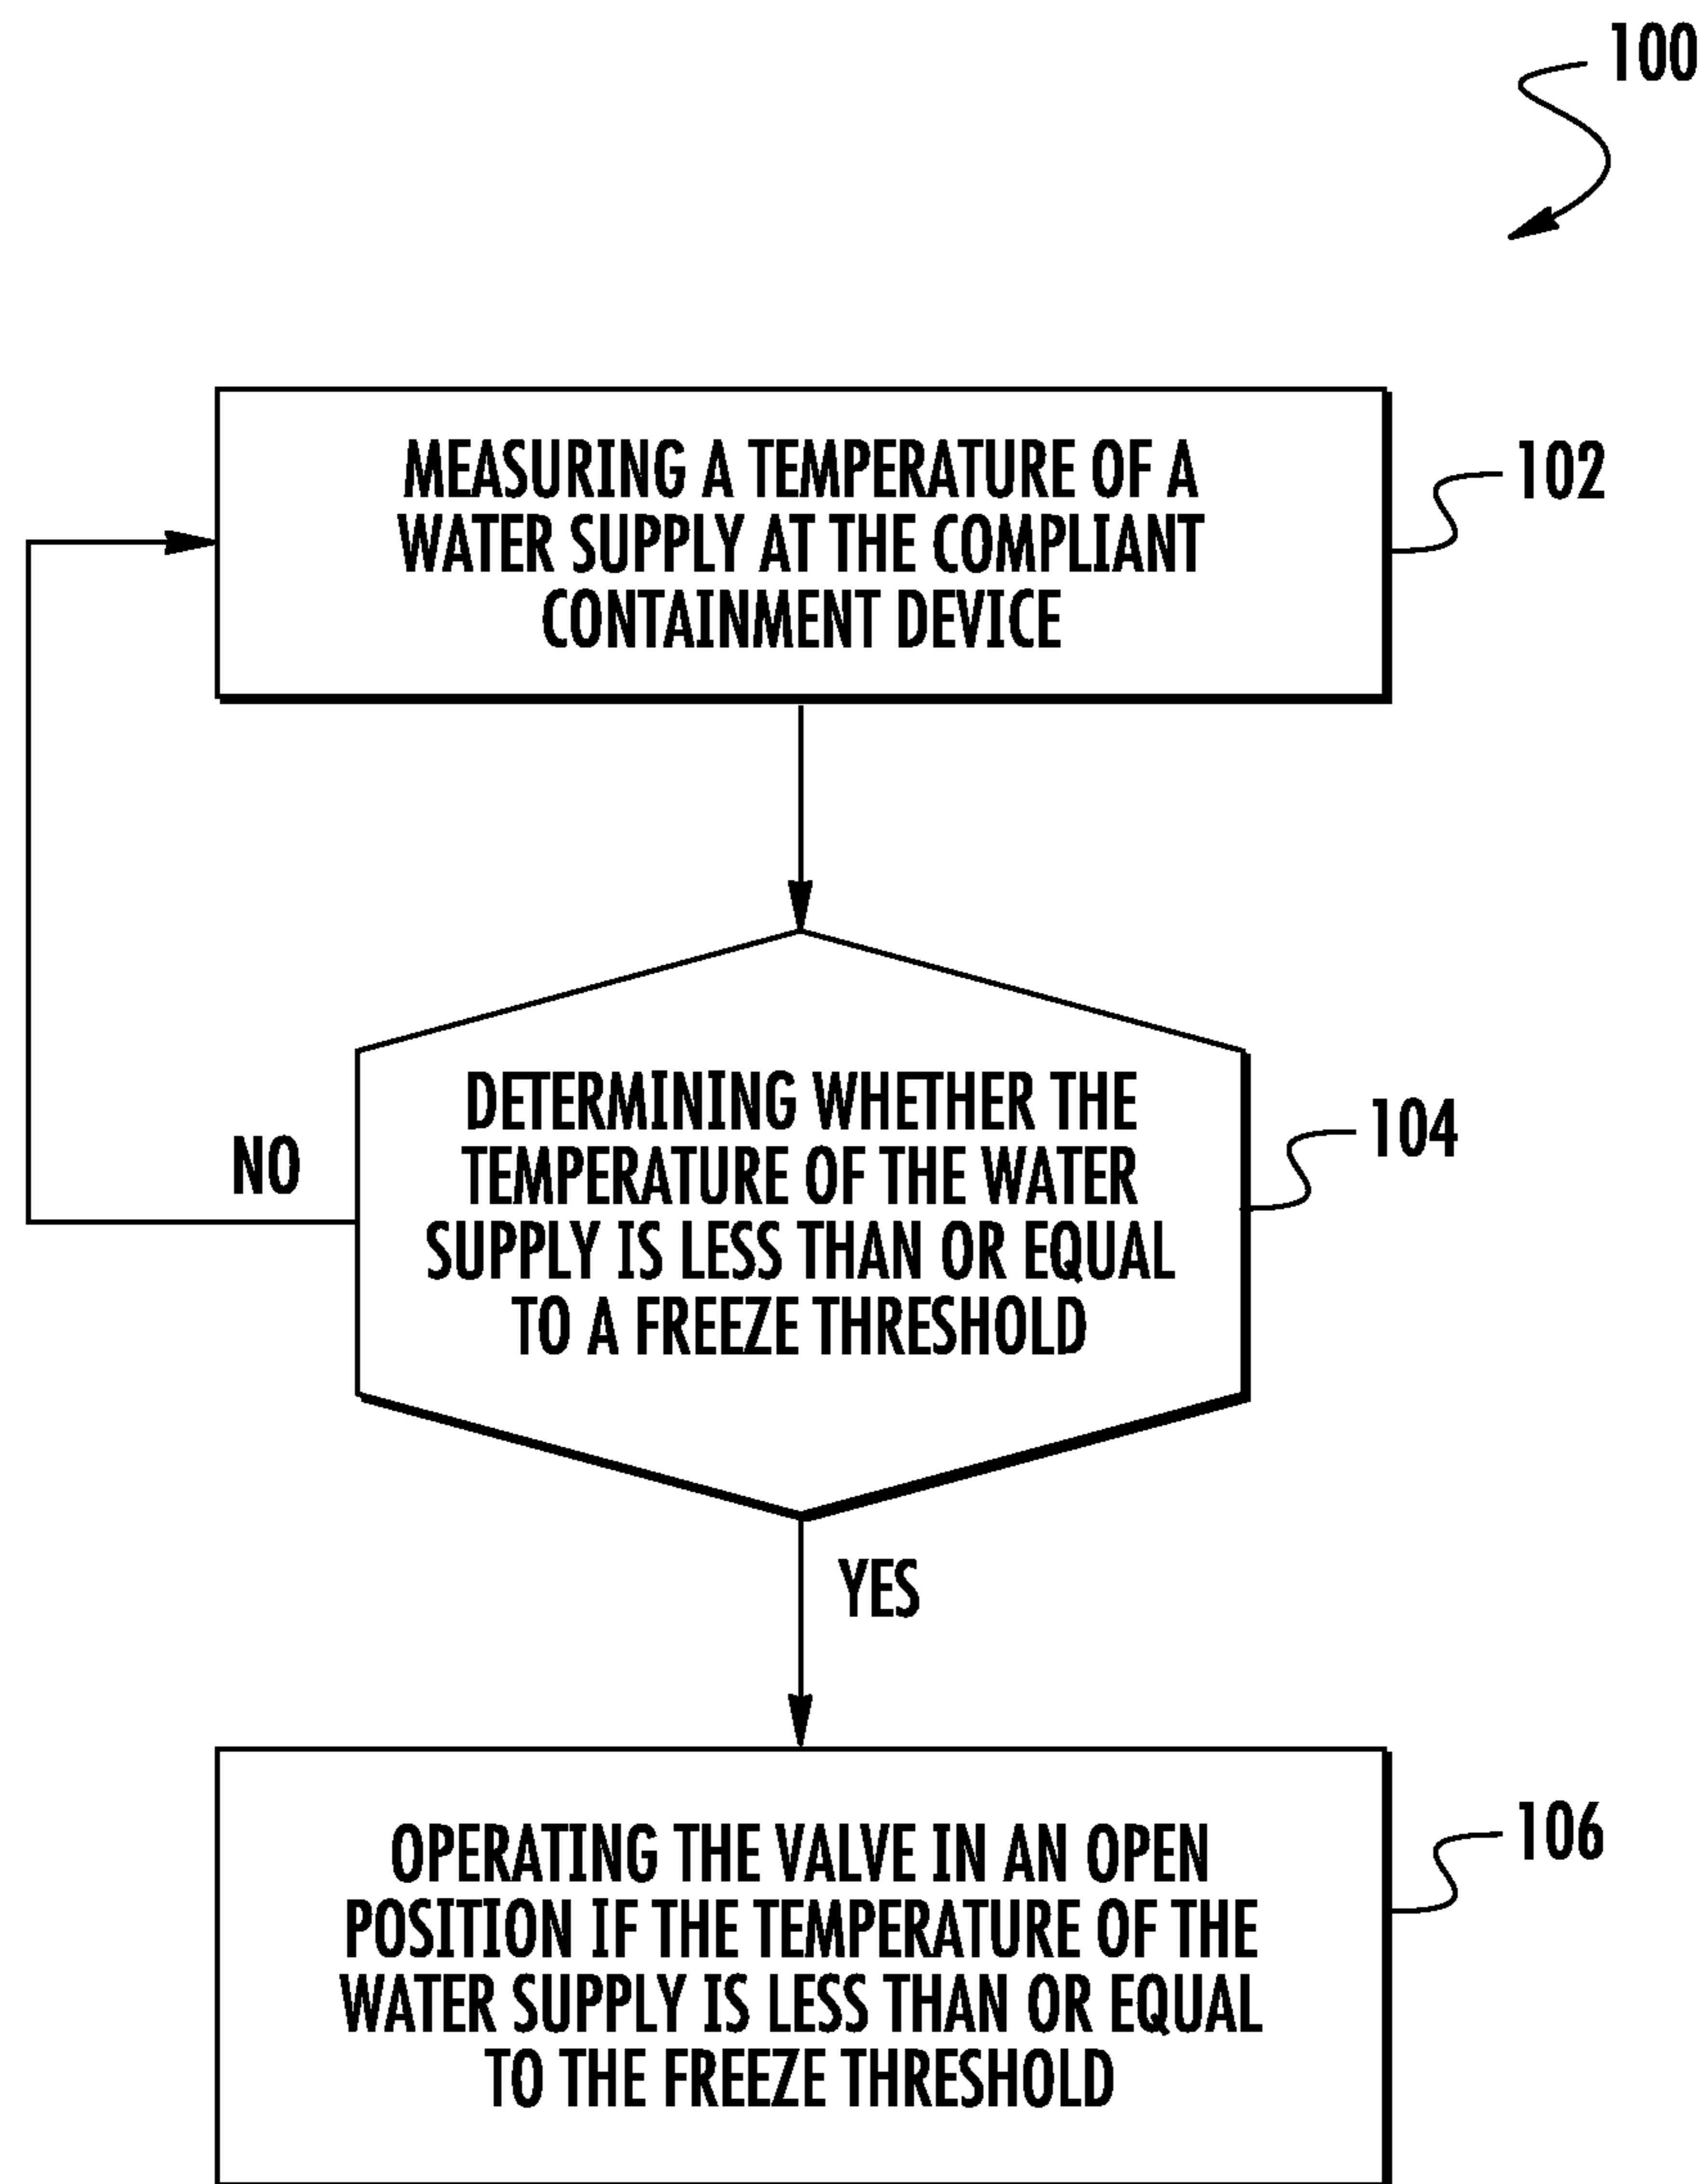 100
MEASURING A TEMPERATURE OF A
WATER SUPPLY AT THE COMPLIANT
CONTAINMENT DEVICE
102
DETERMINING WHETHER THE
TEMPERATURE OF THE WATER
SUPPLY IS LESS THAN OR EQUAL
TO A FREEZE THRESHOLD
104
NO
YES
OPERATING THE VALVE IN AN OPEN
POSITION IF THE TEMPERATURE OF THE
WATER SUPPLY IS LESS THAN OR EQUAL
TO THE FREEZE THRESHOLD
106